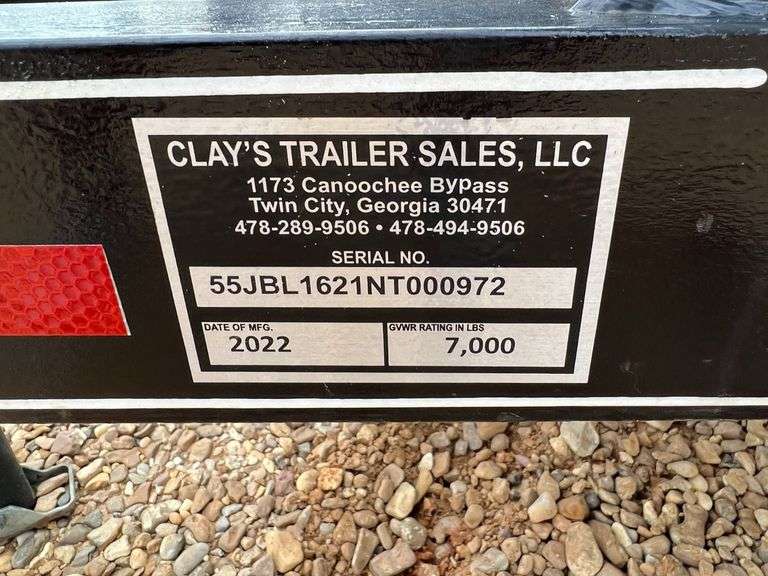 CLAY'S TRAILER SALES, LLC
1173 Canoochee Bypass
Twin City, Georgia 30471
478-289-9506 • 478-494-9506
SERIAL NO.
55JBL1621NT000972
DATE OF MFG.
2022
GVWR RATING IN LBS
7,000